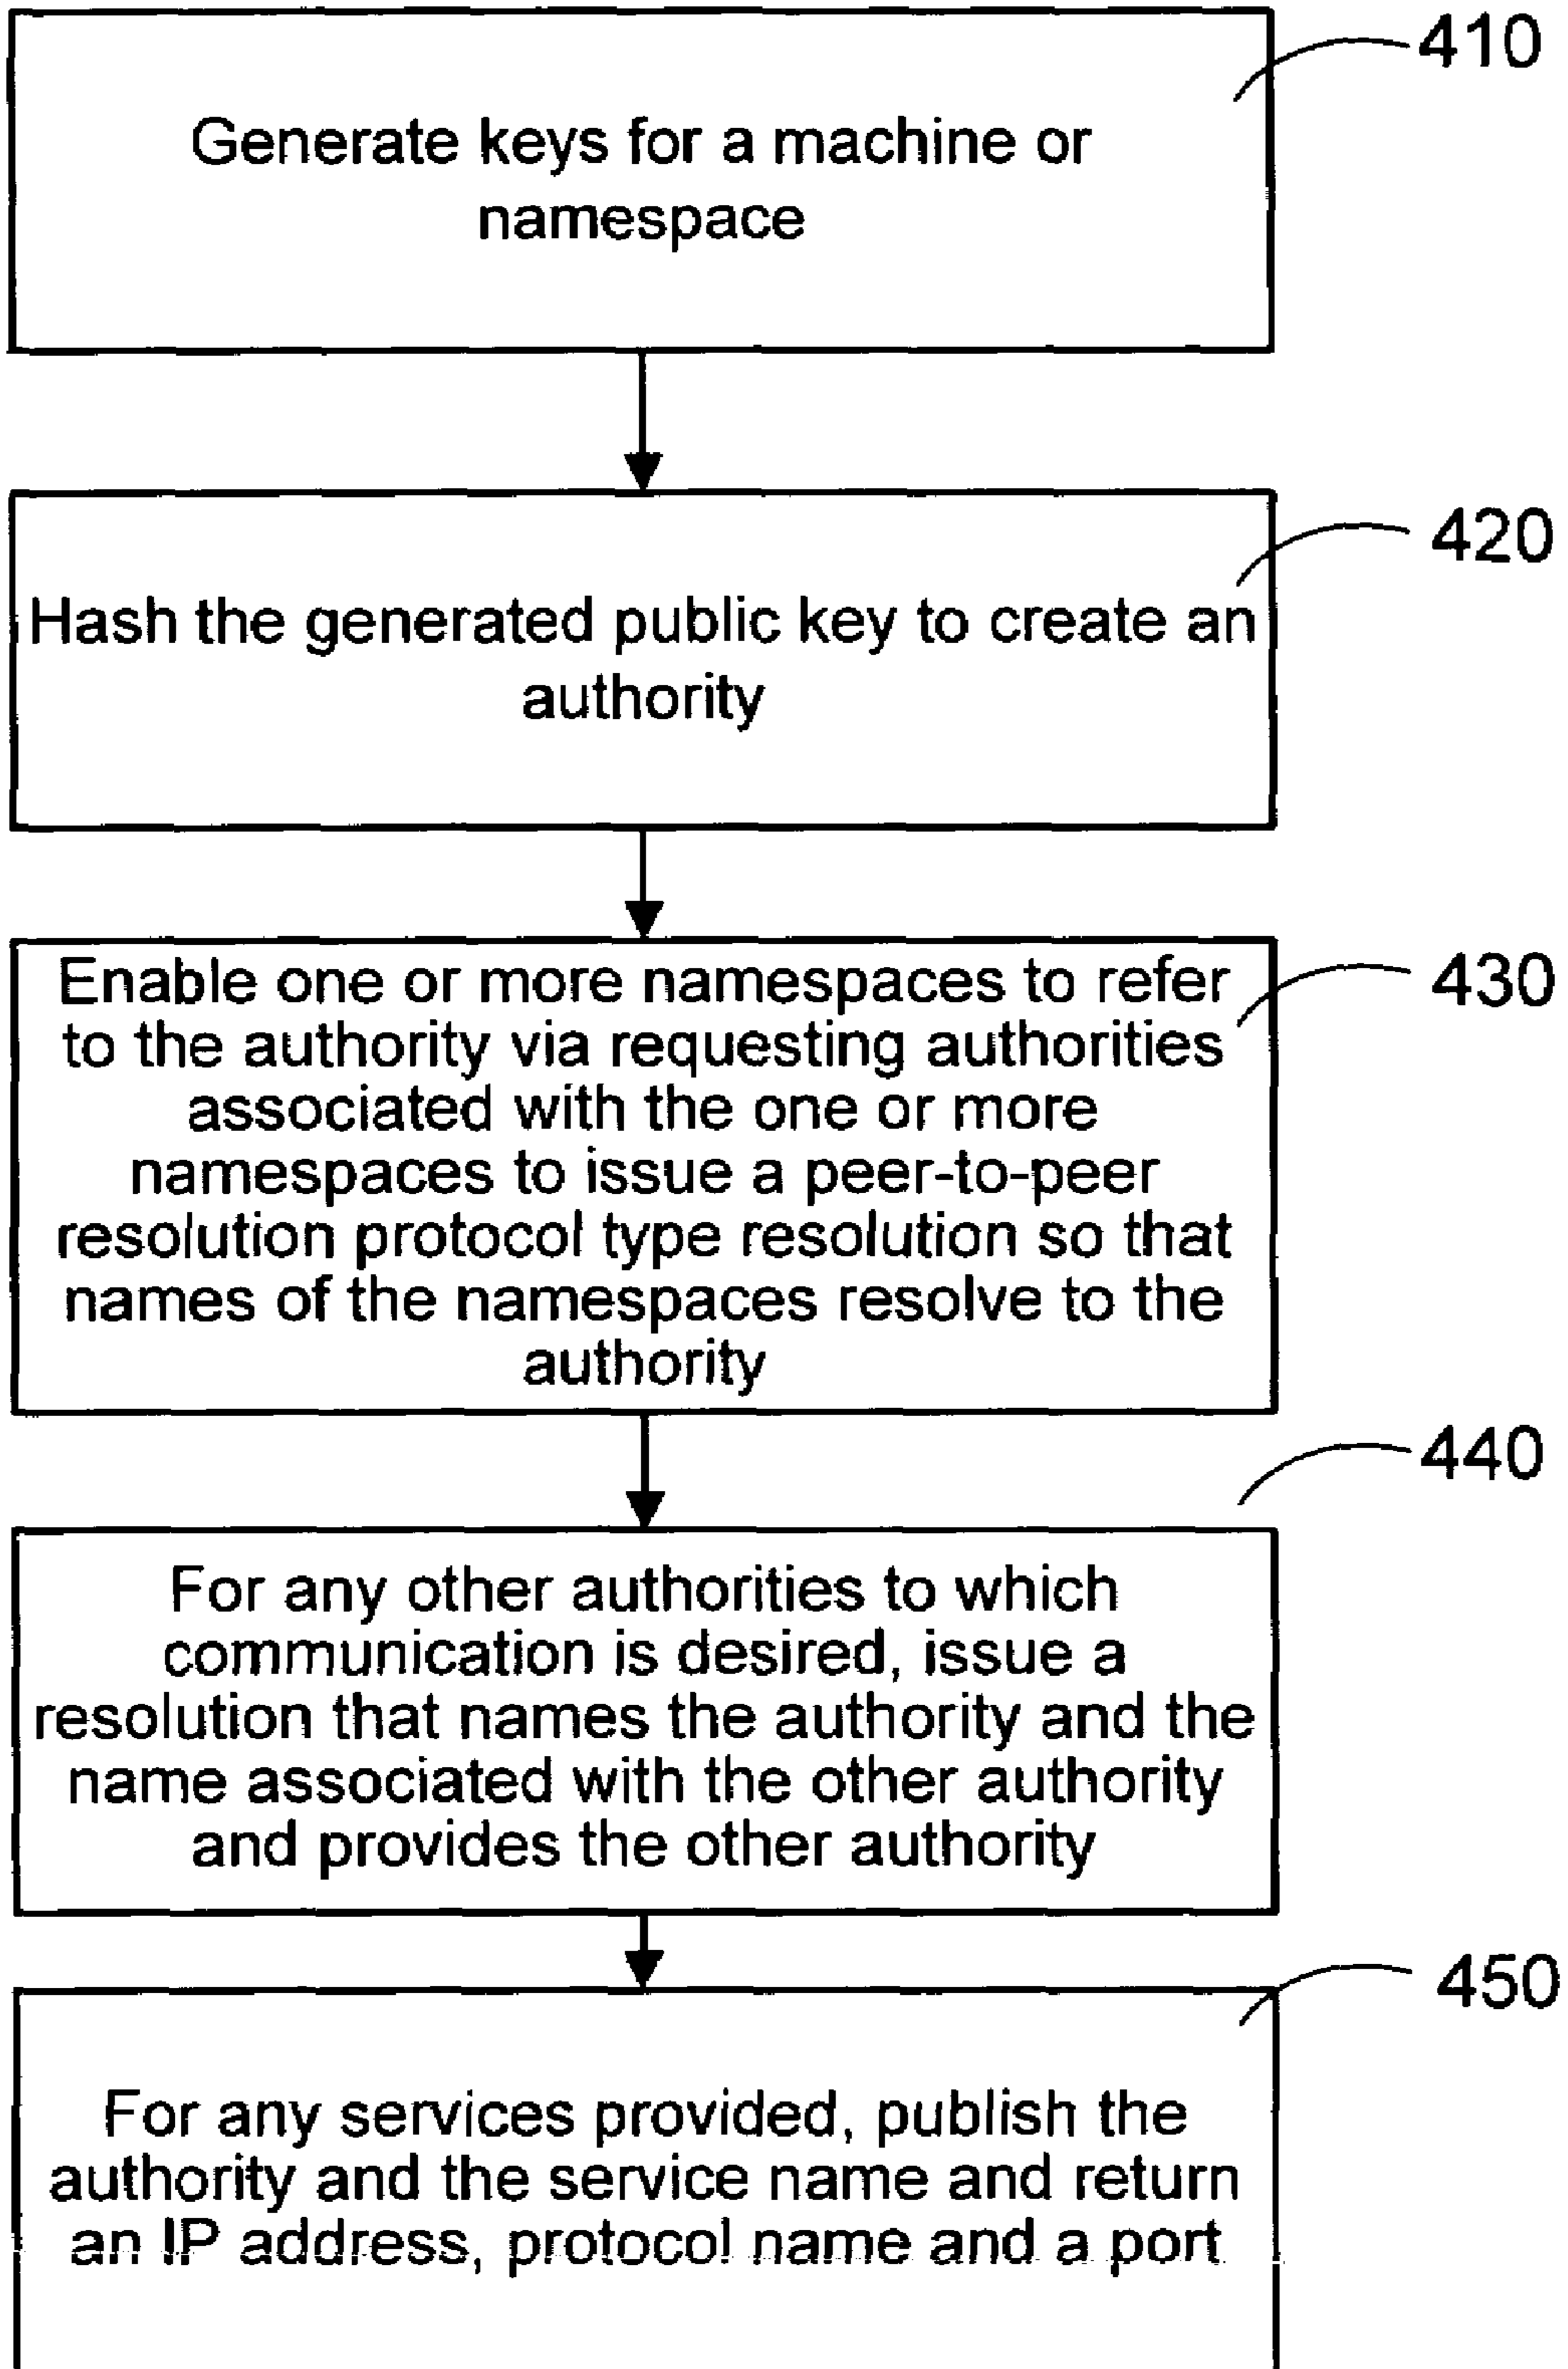 410
Generate keys for a machine or
namespace
420
Hash the generated public key to create an
authority
430
Enable one or more namespaces to refer
to the authority via requesting authorities
associated with the one or more
namespaces to issue a peer-to-peer
resolution protocol type resolution so that
names of the namespaces resolve to the
authority
440
For any other authorities to which
communication is desired, issue a
resolution that names the authority and the
name associated with the other authority
and provides the other authority
450
For any services provided, publish the
authority and the service name and return
an IP address, protocol name and a port